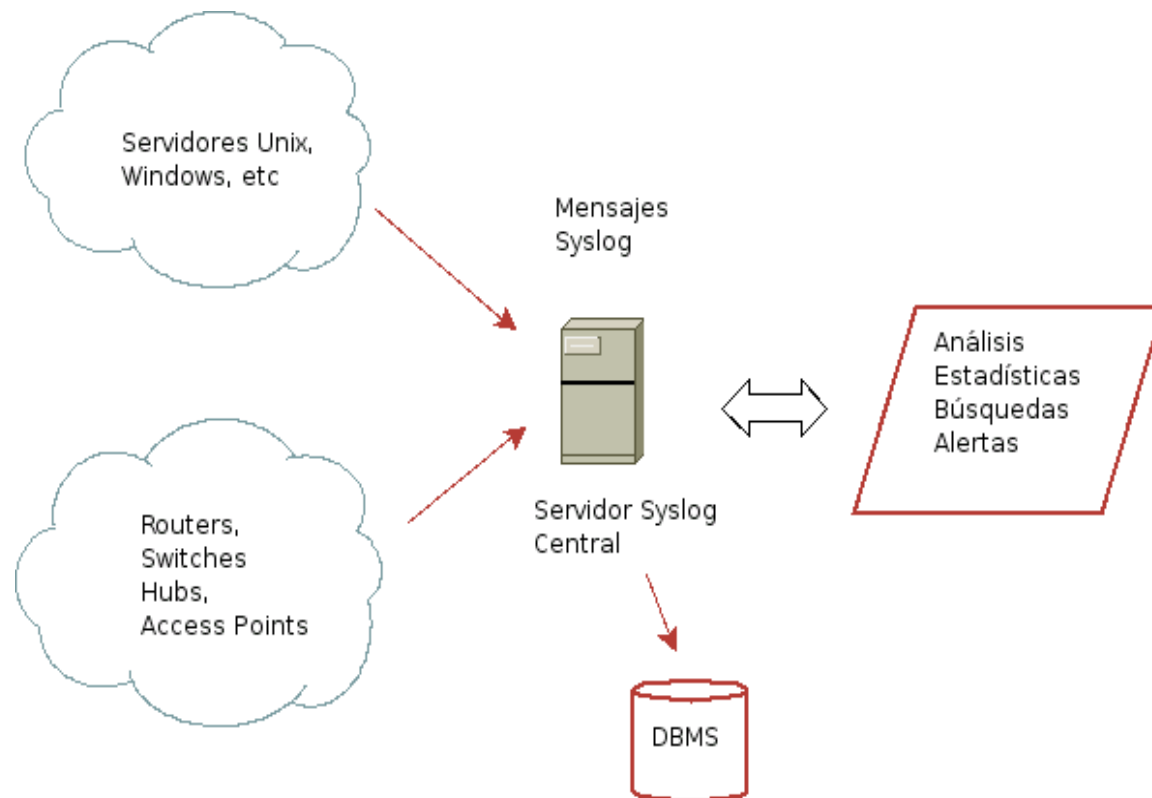 Servidores Unix,
Windows, etc
Mensajes
Syslog
Análisis
Estadísticas
Búsquedas
Alertas
Routers,
Switches
Hubs,
Access Points
Servidor Syslog
Central
DBMS